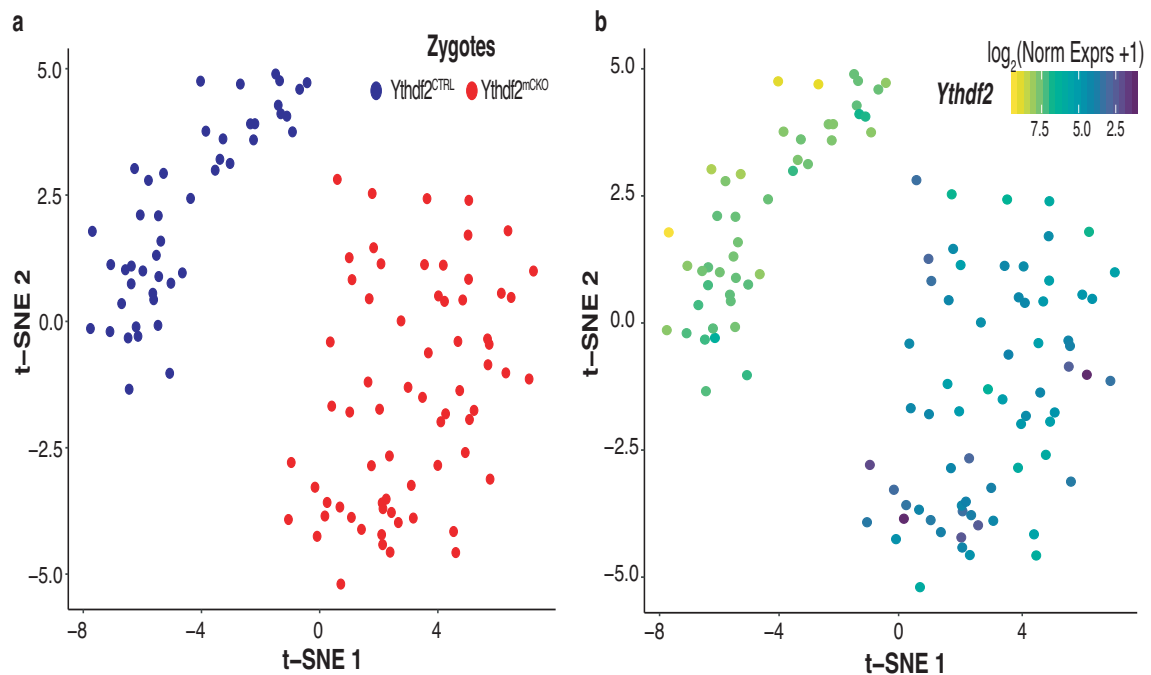 a
Zygotes
Ythdf2CTRL
Ythdf2mCKO
5.0
2.5
0.0
−2.5
−5.0
t−SNE 2
−8
−4
0
4
t−SNE 1
b
log2(Norm Exprs +1)
Ythdf2
7.5 5.0 2.5
5.0
2.5
0.0
−2.5
−5.0
t−SNE 2
−8
−4
0
4
t−SNE 1